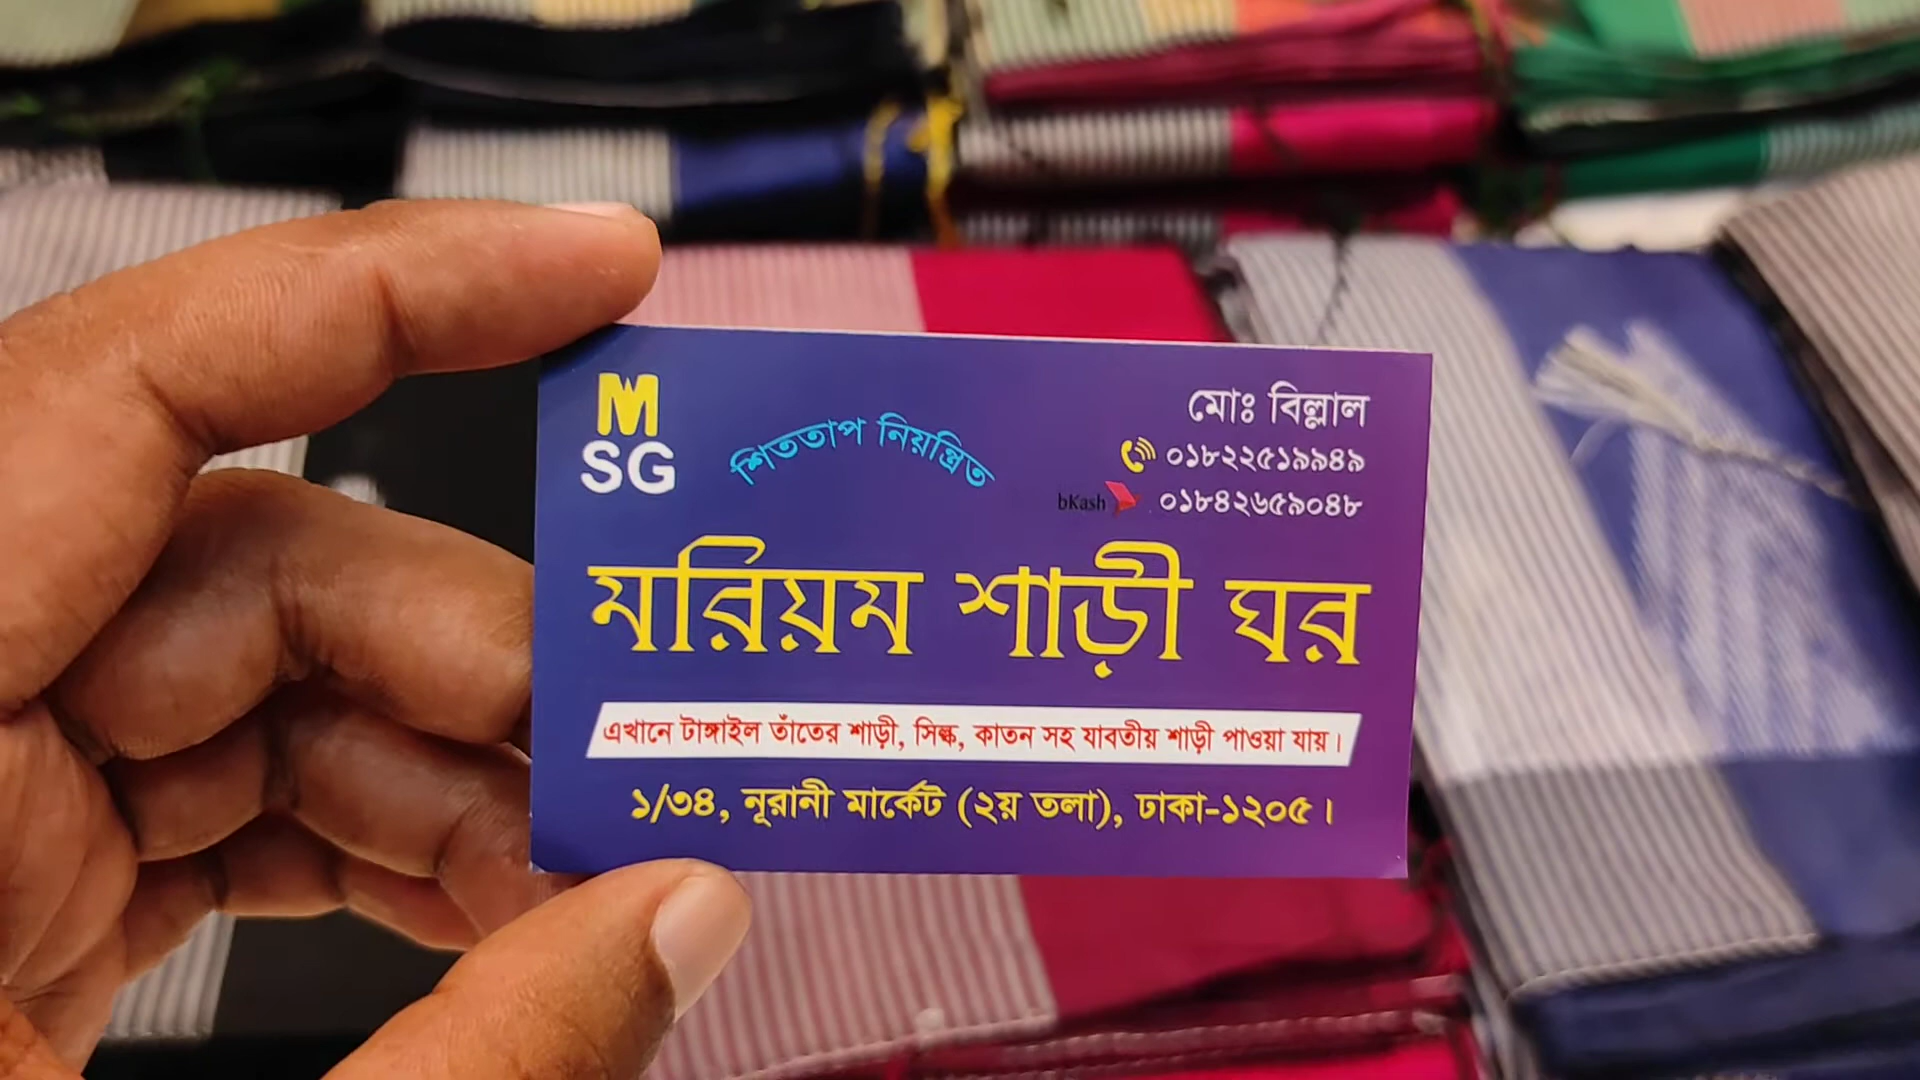 M
SG
শিততাপ নিয়ন্ত্রিত
মোঃ বিল্লাল
০১৮২২৫১৯৯৪৯
bKash ০১৮৪২৬৫৯০৪৮
মরিয়ম শাড়ী ঘর
এখানে টাঙ্গাইল তাঁতের শাড়ী, সিল্ক, কাতন সহ যাবতীয় শাড়ী পাওয়া যায়।
১/৩৪, নূরানী মার্কেট (২য় তলা), ঢাকা-১২০৫।